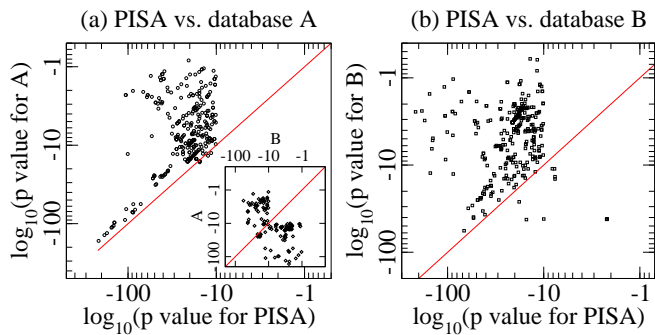 (a) PISA vs. database A
(b) PISA vs. database B
log10(p value for A)
-1
-10
-100
-100
-10
-1
log10(p value for PISA)
B
-100
-10
-1
A
-1
-10
-100
log10(p value for B)
-1
-10
-100
-100
-10
-1
log10(p value for PISA)